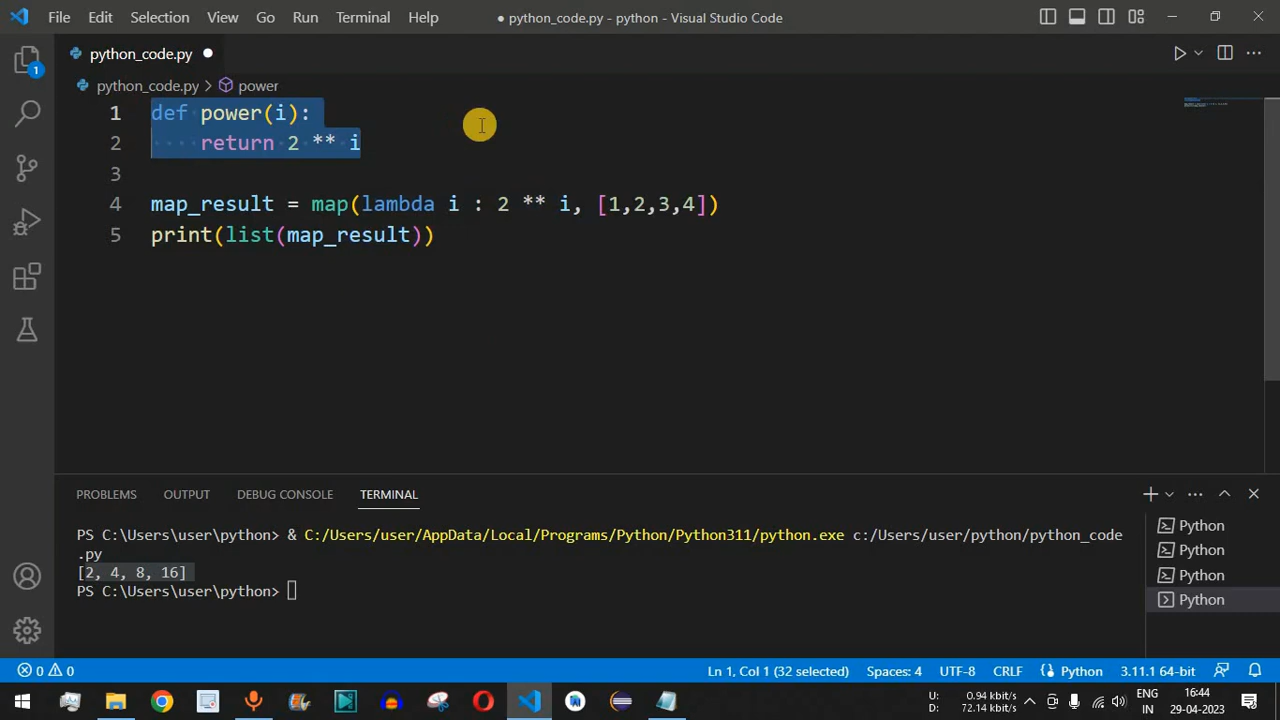 File Edit Selection View Go Run Terminal Help ● python_code.py - python - Visual Studio Code
python_code.py ●
python_code.py > power
1 def power(i):
2 ····return 2 ** i
3
4 map_result = map(lambda i : 2 ** i, [1,2,3,4])
5 print(list(map_result))
1
PROBLEMS OUTPUT DEBUG CONSOLE TERMINAL
PS C:\Users\user\python> & C:/Users/user/AppData/Local/Programs/Python/Python311/python.exe c:/Users/user/python/python_code
.py
[2, 4, 8, 16]
PS C:\Users\user\python>
Python
Python
Python
Python
0 0 Ln 1, Col 1 (32 selected) Spaces: 4 UTF-8 CRLF Python 3.11.1 64-bit
U: 0.94 kbit/s
D: 72.14 kbit/s
ENG
IN
16:44
29-04-2023